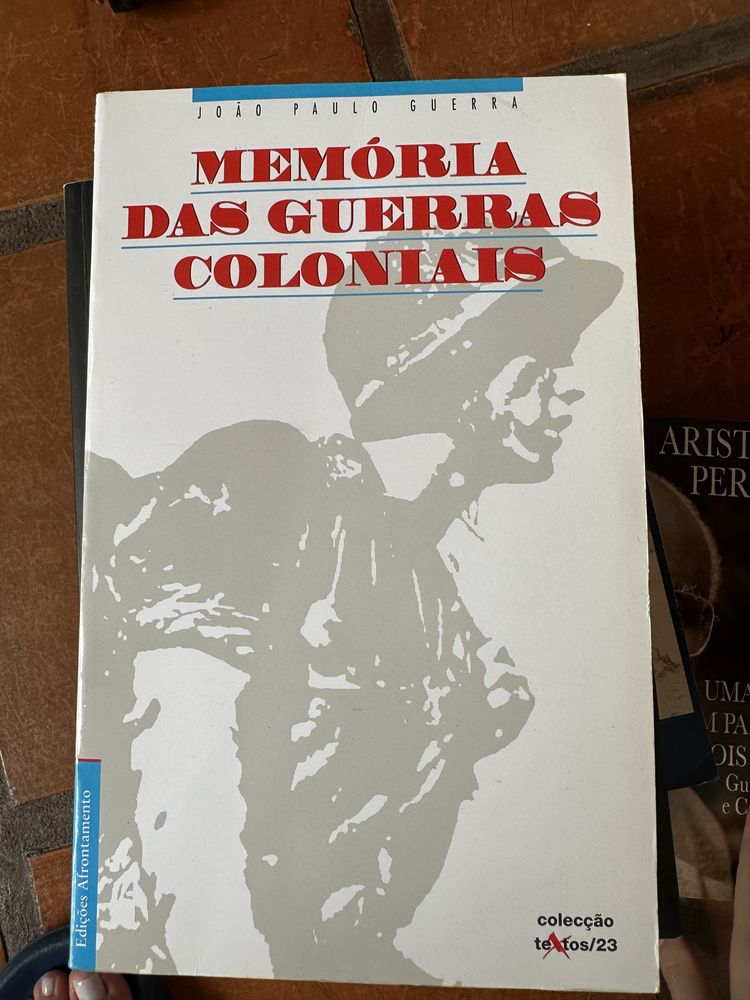 JOÃO PAULO GUERRA
MEMÓRIA
DAS GUERRAS
COLONIAIS
Edições Afrontamento
colecção
teXtos/23
ARIST
PER
UMA
M PA
OIS
Gu
e C